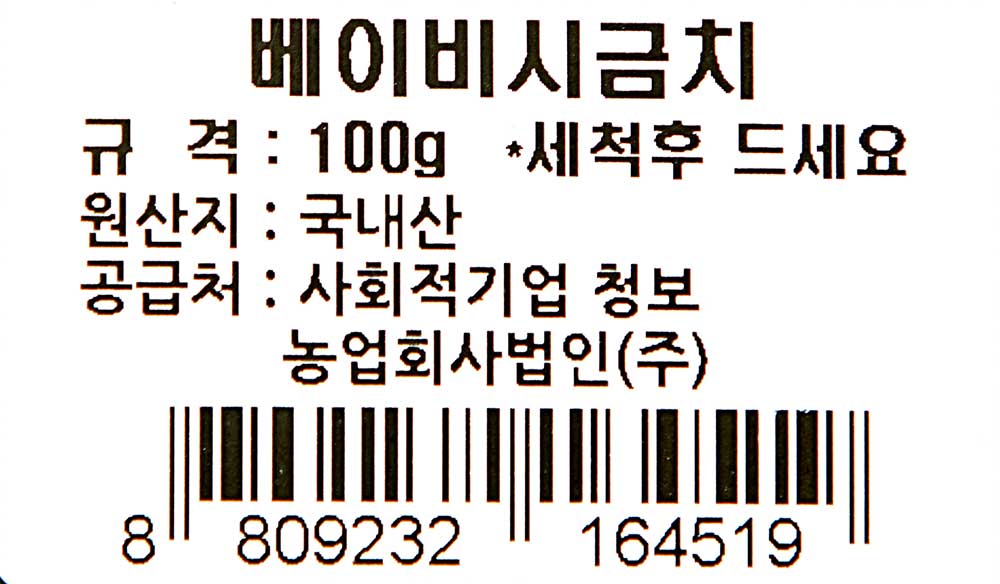 베이비시금치
규 격 : 100g *세척후 드세요
원산지 : 국내산
공급처 : 사회적기업 청보
농업회사법인(주)
8 809232 164519